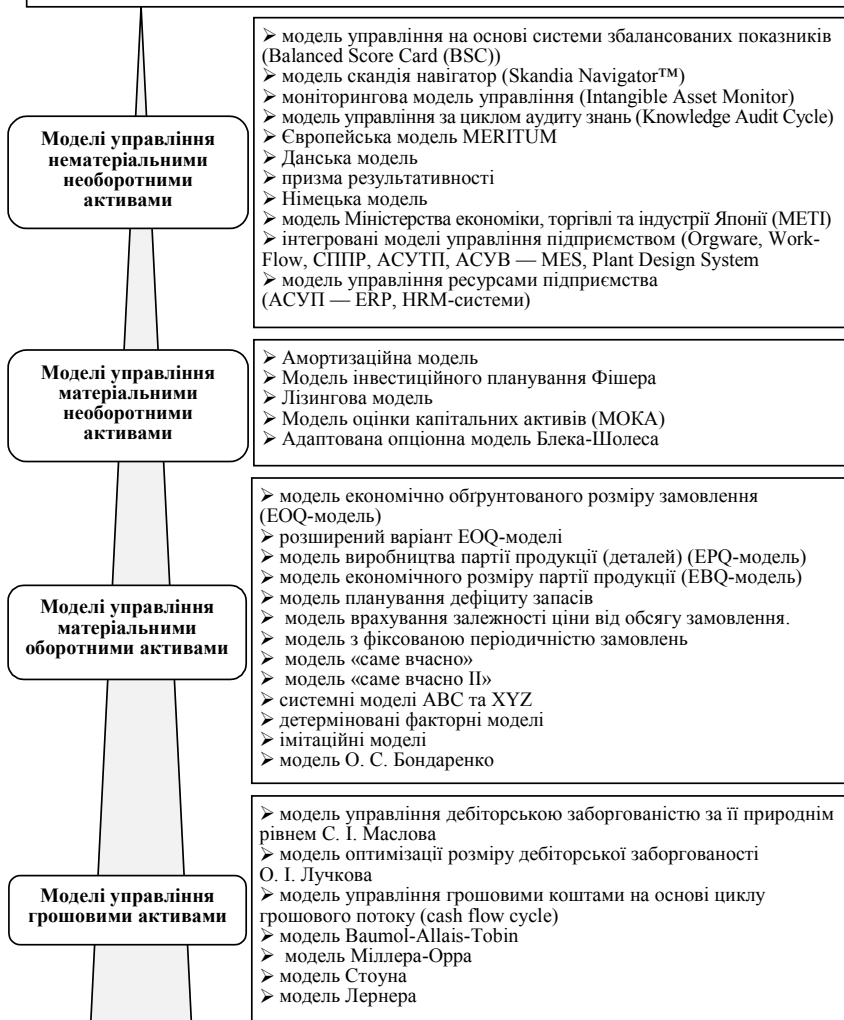 ➢ модель управління на основі системи збалансованих показників
(Balanced Score Card (BSC))
➢ модель скандія навігатор (Skandia Navigator™)
➢ моніторингова модель управління (Intangible Asset Monitor)
➢ модель управління за циклом аудиту знань (Knowledge Audit Cycle)
➢ Європейська модель MERITUM
➢ Данська модель
➢ призма результативності
➢ Німецька модель
➢ модель Міністерства економіки, торгівлі та індустрії Японії (METI)
➢ інтегровані моделі управління підприємством (Orgware, Work-
Flow, СППР, АСУТП, АСУВ — MES, Plant Design System
➢ модель управління ресурсами підприємства
(АСУП — ERP, HRM-системи)
Моделі управління
нематеріальними
необоротними
активами
➢ Амортизаційна модель
➢ Модель інвестиційного планування Фішера
➢ Лізингова модель
➢ Модель оцінки капітальних активів (МОКА)
➢ Адаптована опціонна модель Блека-Шолеса
Моделі управління
матеріальними
необоротними
активами
➢ модель економічно обґрунтованого розміру замовлення
(EOQ-модель)
➢ розширений варіант EOQ-моделі
➢ модель виробництва партії продукції (деталей) (EPQ-модель)
➢ модель економічного розміру партії продукції (EBQ-модель)
➢ модель планування дефіциту запасів
➢ модель врахування залежності ціни від обсягу замовлення.
➢ модель з фіксованою періодичністю замовлень
➢ модель «саме вчасно»
➢ модель «саме вчасно II»
➢ системні моделі ABC та XYZ
➢ детерміновані факторні моделі
➢ імітаційні моделі
➢ модель О. С. Бондаренко
Моделі управління
матеріальними
оборотними активами
➢ модель управління дебіторською заборгованістю за її природнім
рівнем С. І. Маслова
➢ модель оптимізації розміру дебіторської заборгованості
О. І. Лучкова
➢ модель управління грошовими коштами на основі циклу
грошового потоку (cash flow cycle)
➢ модель Baumol-Allais-Tobin
➢ модель Міллера-Орра
➢ модель Стоуна
➢ модель Лернера
Моделі управління
грошовими активами